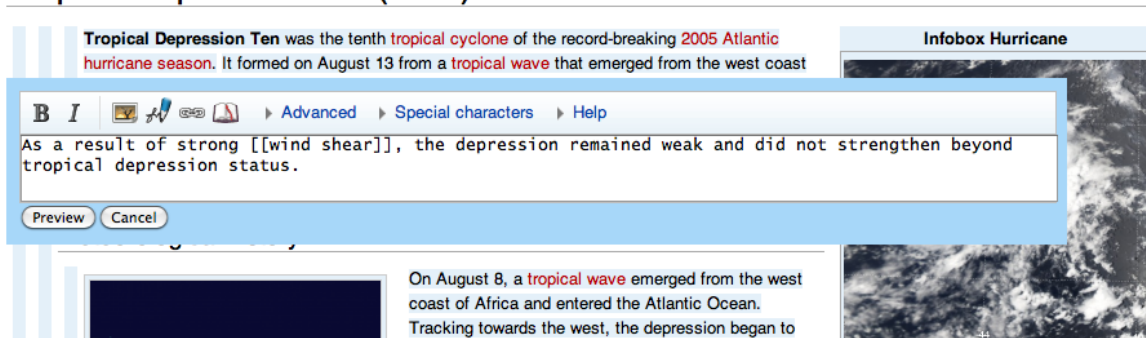 Tropical Depression Ten was the tenth tropical cyclone of the record-breaking 2005 Atlantic
hurricane season. It formed on August 13 from a tropical wave that emerged from the west coast
Infobox Hurricane
B I Advanced Special characters Help
As a result of strong [[wind shear]], the depression remained weak and did not strengthen beyond
tropical depression status.
Preview Cancel
On August 8, a tropical wave emerged from the west
coast of Africa and entered the Atlantic Ocean.
Tracking towards the west, the depression began to